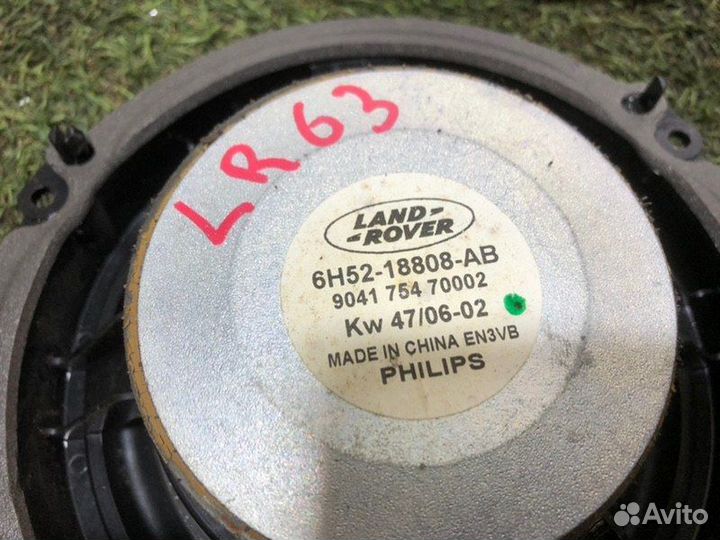 LR63
LAND-
-ROVER
6H52-18808-AB
9041 754 70002
Kw 47/06-02
MADE IN CHINA EN3VB
PHILIPS
Avito